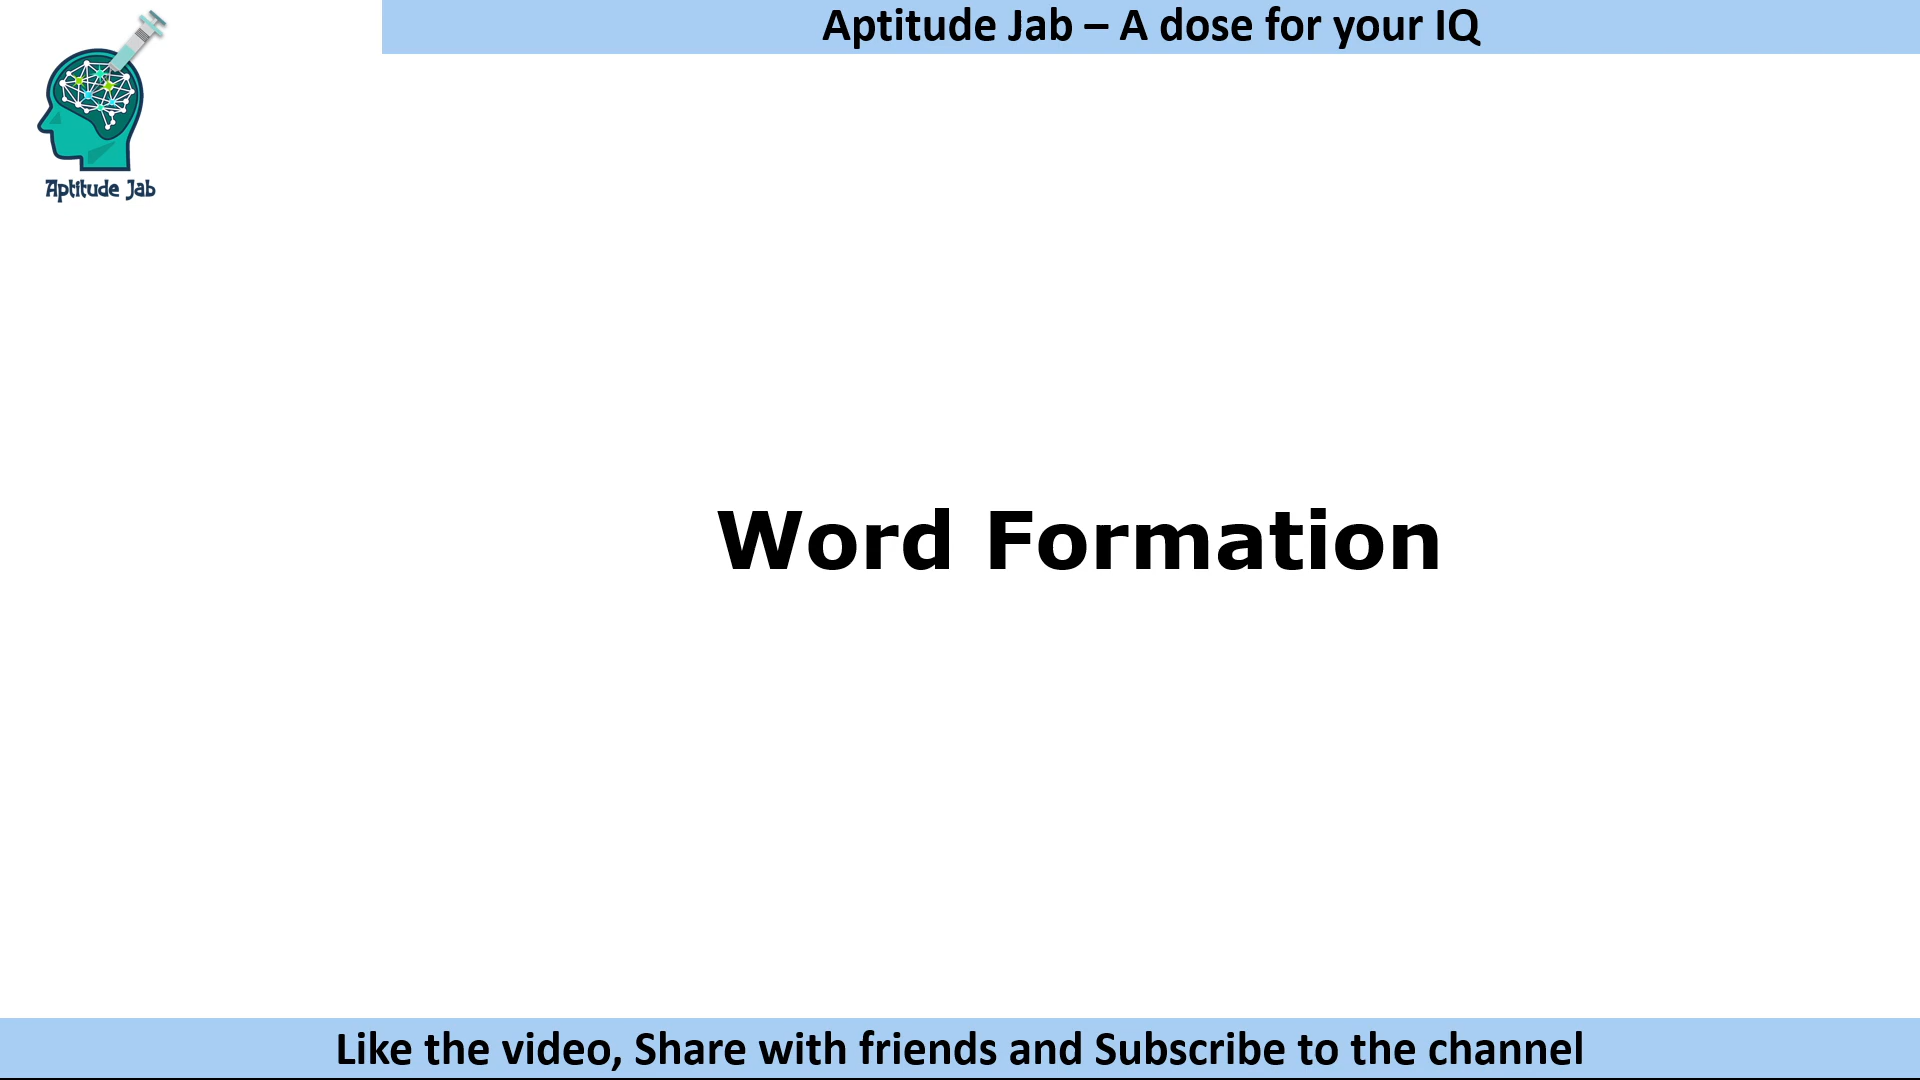 Aptitude Jab – A dose for your IQ
Aptitude Jab
Word Formation
Like the video, Share with friends and Subscribe to the channel